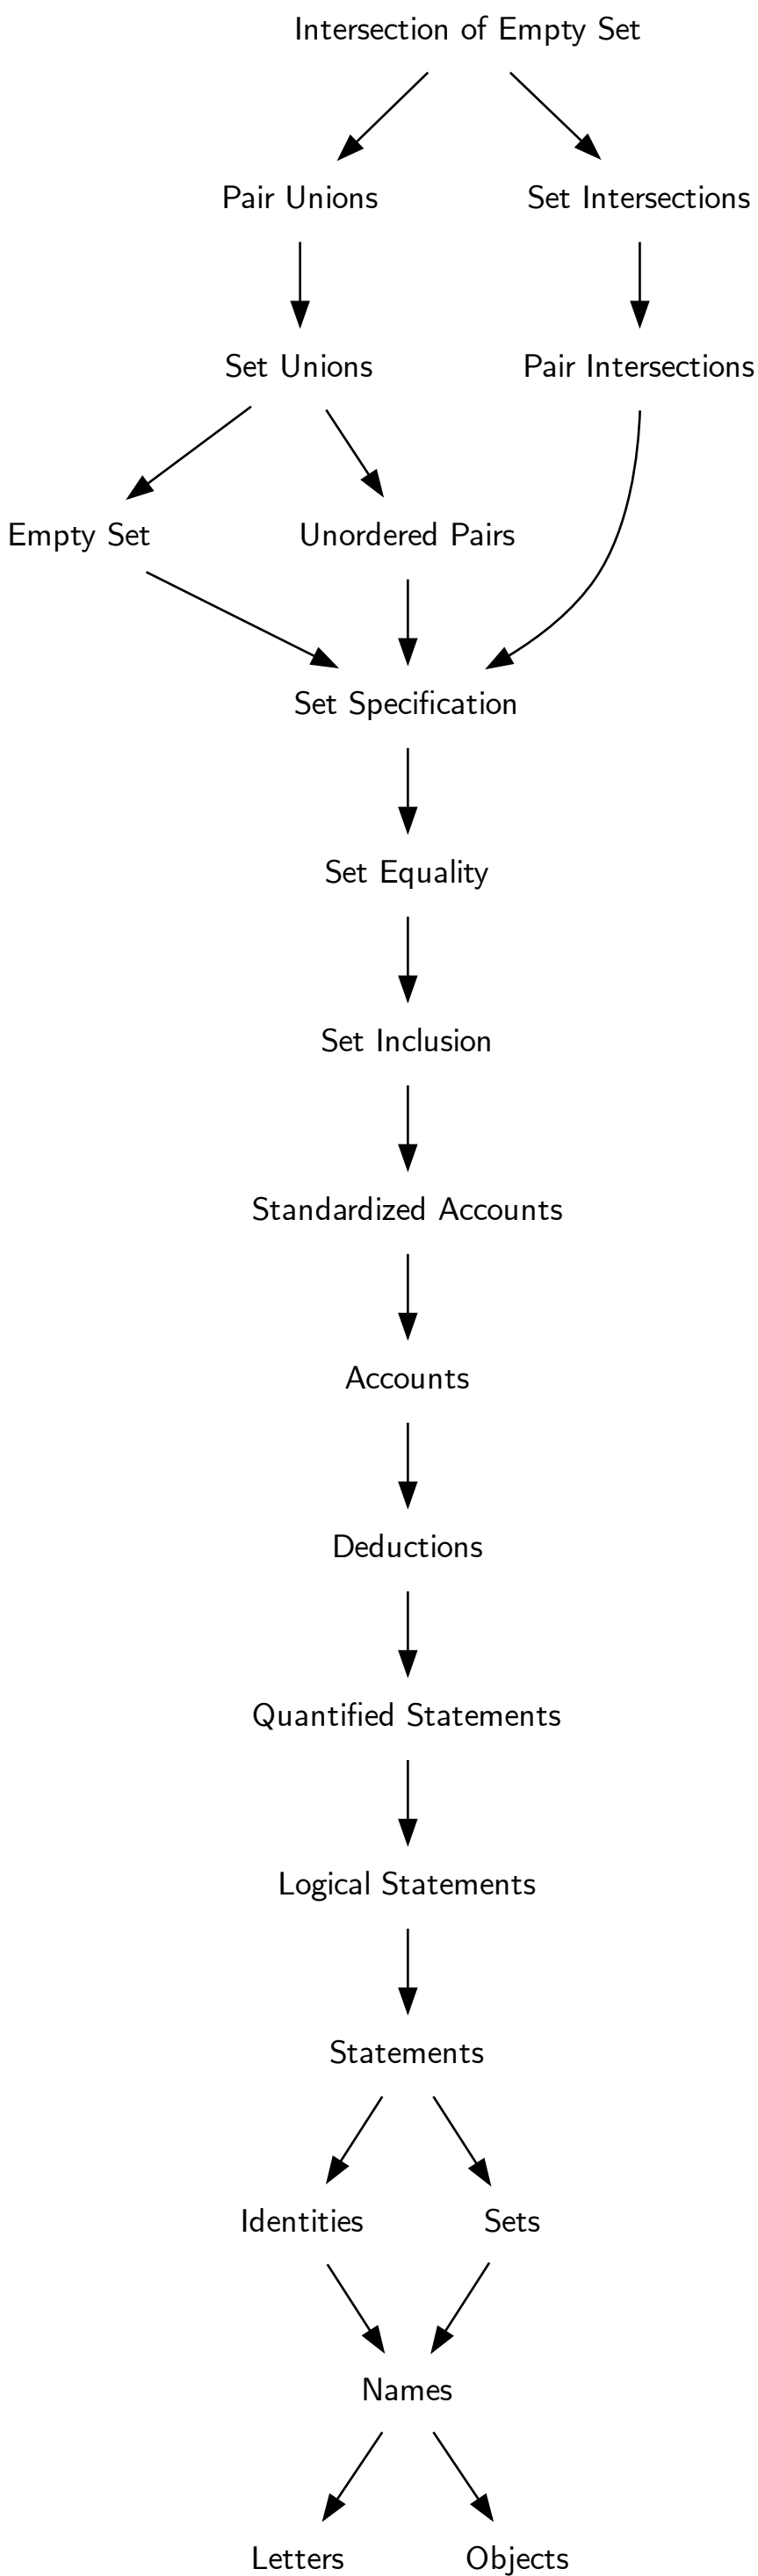 Intersection of Empty Set
Pair Unions
Set Intersections
Set Unions
Pair Intersections
Empty Set
Unordered Pairs
Set Specification
Set Equality
Set Inclusion
Standardized Accounts
Accounts
Deductions
Quantified Statements
Logical Statements
Statements
Identities
Sets
Names
Letters
Objects